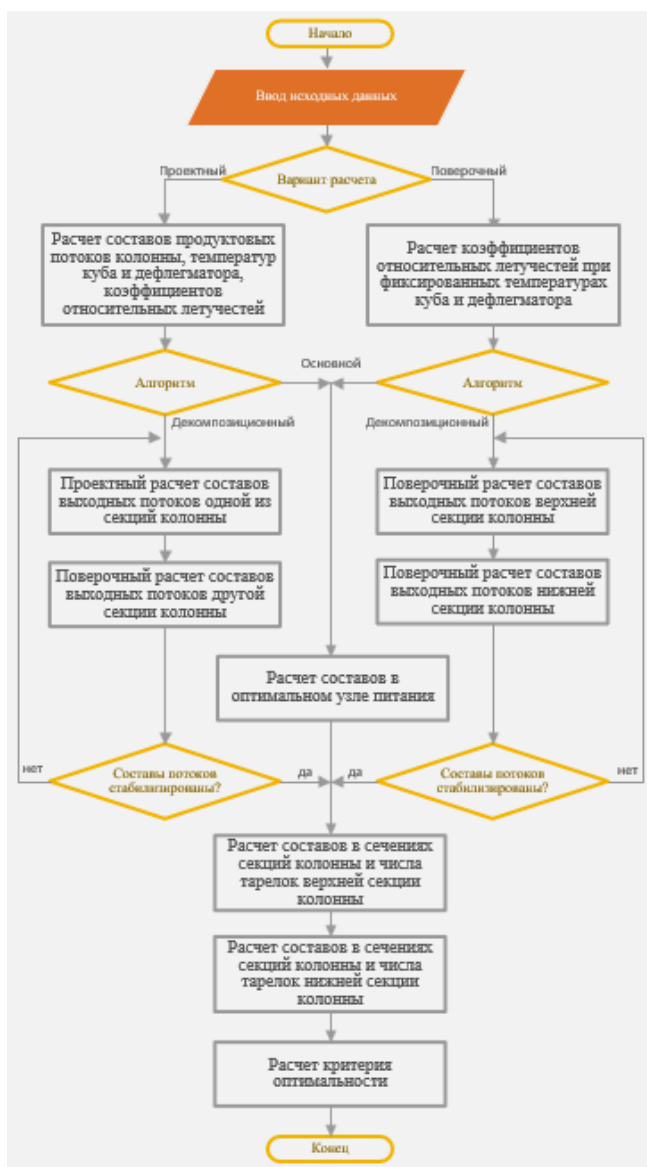 Начало
Ввод исходных данных
Проектный
Поверочный
Вариант расчета
Расчет составов продуктовых
потоков колонны, температур
куба и дефлегматора,
коэффициентов
относительных летучестей
Расчет коэффициентов
относительных летучестей при
фиксированных температурах
куба и дефлегматора
Основной
Алгоритм
Алгоритм
Декомпозиционный
Декомпозиционный
Проектный расчет составов
выходных потоков одной из
секций колонны
Поверочный расчет составов
выходных потоков верхней
секции колонны
Поверочный расчет составов
выходных потоков другой
секции колонны
Поверочный расчет составов
выходных потоков нижней
секции колонны
Расчет составов в
оптимальном узле питания
нет
Составы потоков
стабилизированы?
да
да
Составы потоков
стабилизированы?
нет
Расчет составов в сечениях
секций колонны и числа
тарелок верхней секции
колонны
Расчет составов в сечениях
секций колонны и числа
тарелок нижней секции
колонны
Расчет критерия
оптимальности
Конец